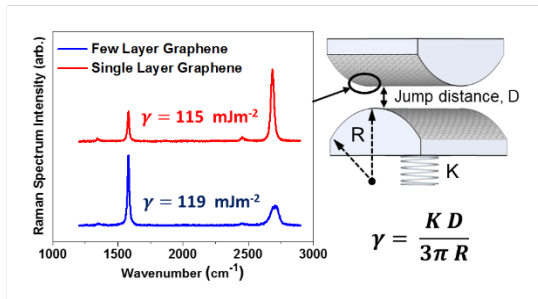 Few Layer Graphene
Single Layer Graphene
γ = 115 mJm-2
γ = 119 mJm-2
Raman Spectrum Intensity (arb.)
1000 1500 2000 2500 3000
Wavenumber (cm-1)
Jump distance, D
R
K
γ = K D / 3π R